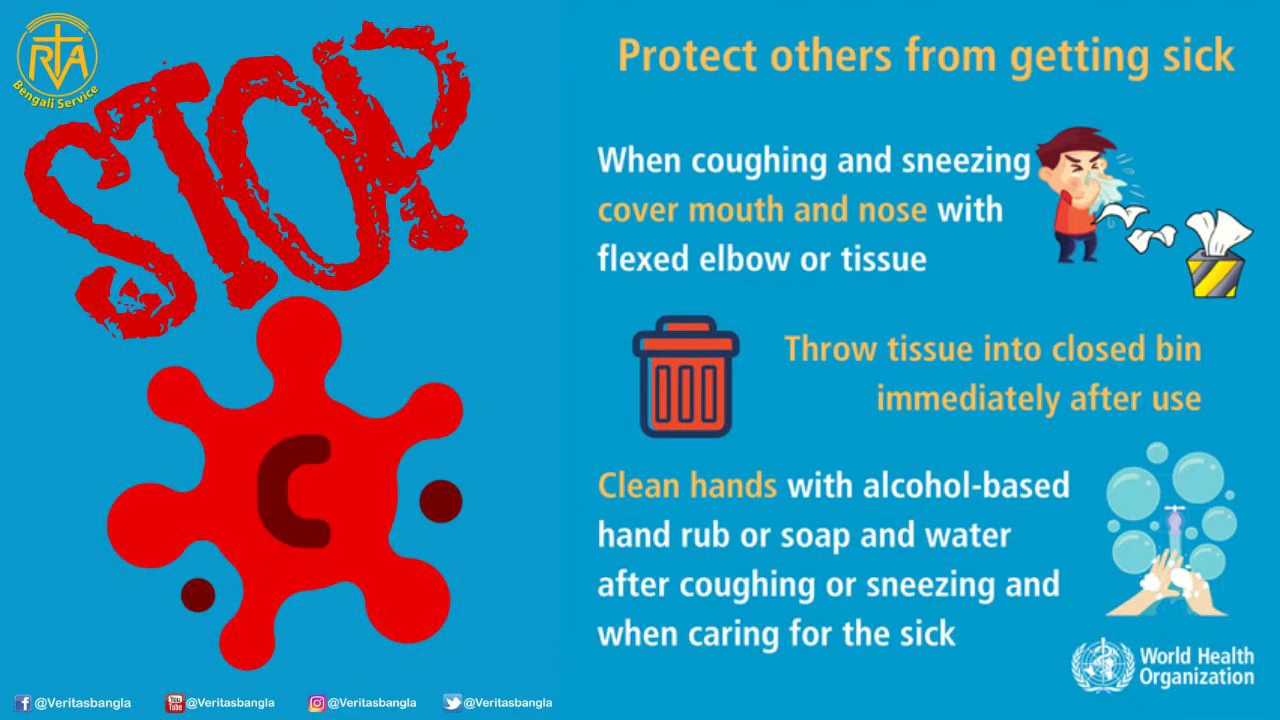 RVA
Bengali Service
STOP
C
@Veritasbangla
You
Tube
@Veritasbangla
@Veritasbangla
@Veritasbangla
Protect others from getting sick
When coughing and sneezing
cover mouth and nose with
flexed elbow or tissue
Throw tissue into closed bin
immediately after use
Clean hands with alcohol-based
hand rub or soap and water
after coughing or sneezing and
when caring for the sick
World Health
Organization